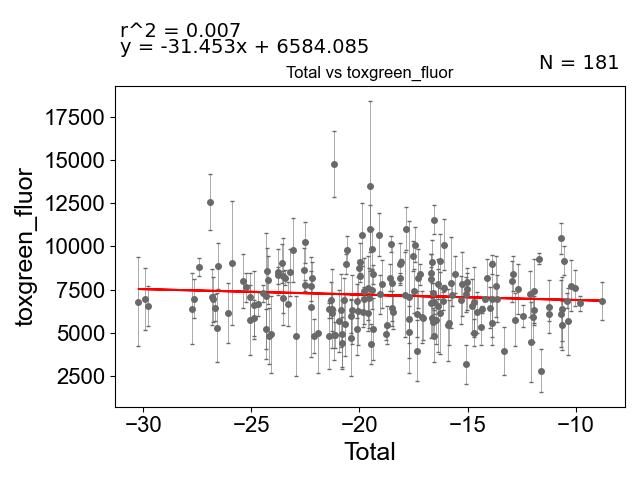 r^2 = 0.007
y = -31.453x + 6584.085
N = 181
Total vs toxgreen_fluor
17500
15000
12500
10000
7500
5000
2500
toxgreen_fluor
−30
−25
−20
−15
−10
Total